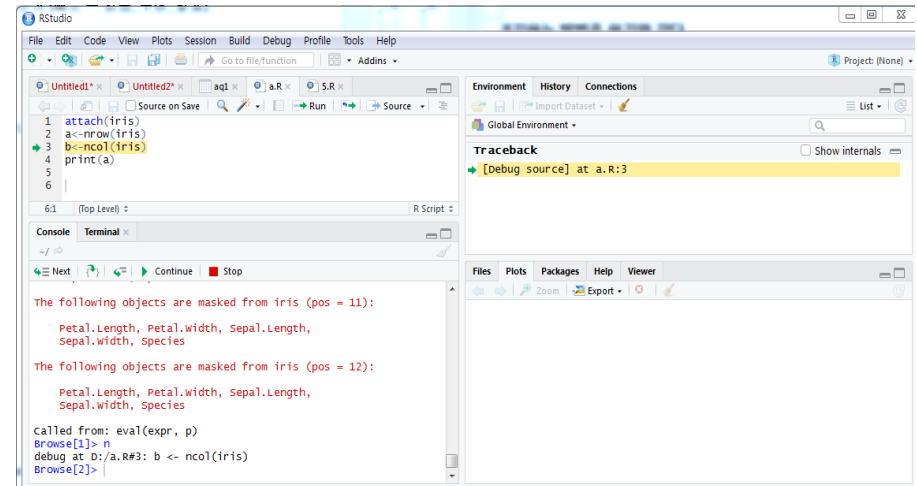 RStudio
File Edit Code View Plots Session Build Debug Profile Tools Help
Go to file/function Addins Project: (None)
Untitled1* Untitled2* aq1 a.R 5.R
Source on Save Run Source
1 attach(iris)
2 a<-nrow(iris)
3 b<-ncol(iris)
4 print(a)
5
6
6:1 (Top Level) R Script
Console Terminal
~/
Next Continue Stop
The following objects are masked from iris (pos = 11):
Petal.Length, Petal.Width, Sepal.Length,
Sepal.Width, Species
The following objects are masked from iris (pos = 12):
Petal.Length, Petal.Width, Sepal.Length,
Sepal.Width, Species
Called from: eval(expr, p)
Browse[1]> n
debug at D:/a.R#3: b <- ncol(iris)
Browse[2]>
Environment History Connections
Import Dataset List
Global Environment
Traceback Show internals
[Debug source] at a.R:3
Files Plots Packages Help Viewer
Zoom Export